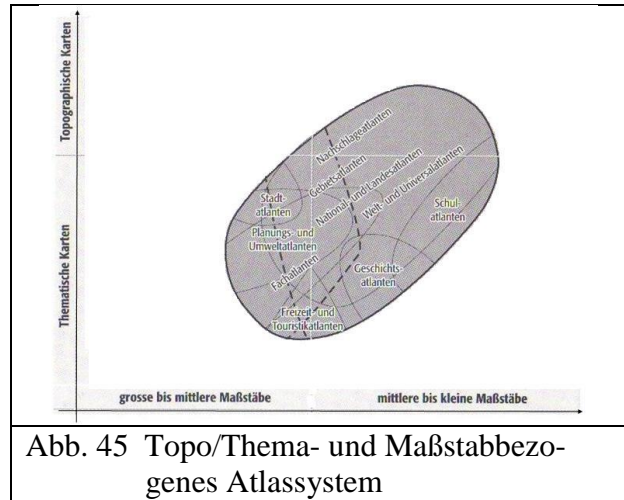 Topographische Karten
Thematische Karten
Nachschlageatlanten
Gebietsatlanten
National- und Landesatlanten
Welt- und Universalatlanten
Stadt-
atlanten
Schul-
atlanten
Planungs- und
Umweltatlanten
Fachatlanten
Geschichts-
atlanten
Freizeit- und
Touristikatlanten
grosse bis mittlere Maßstäbe
mittlere bis kleine Maßstäbe
Abb. 45 Topo/Thema- und Maßstabbezo-
genes Atlassystem